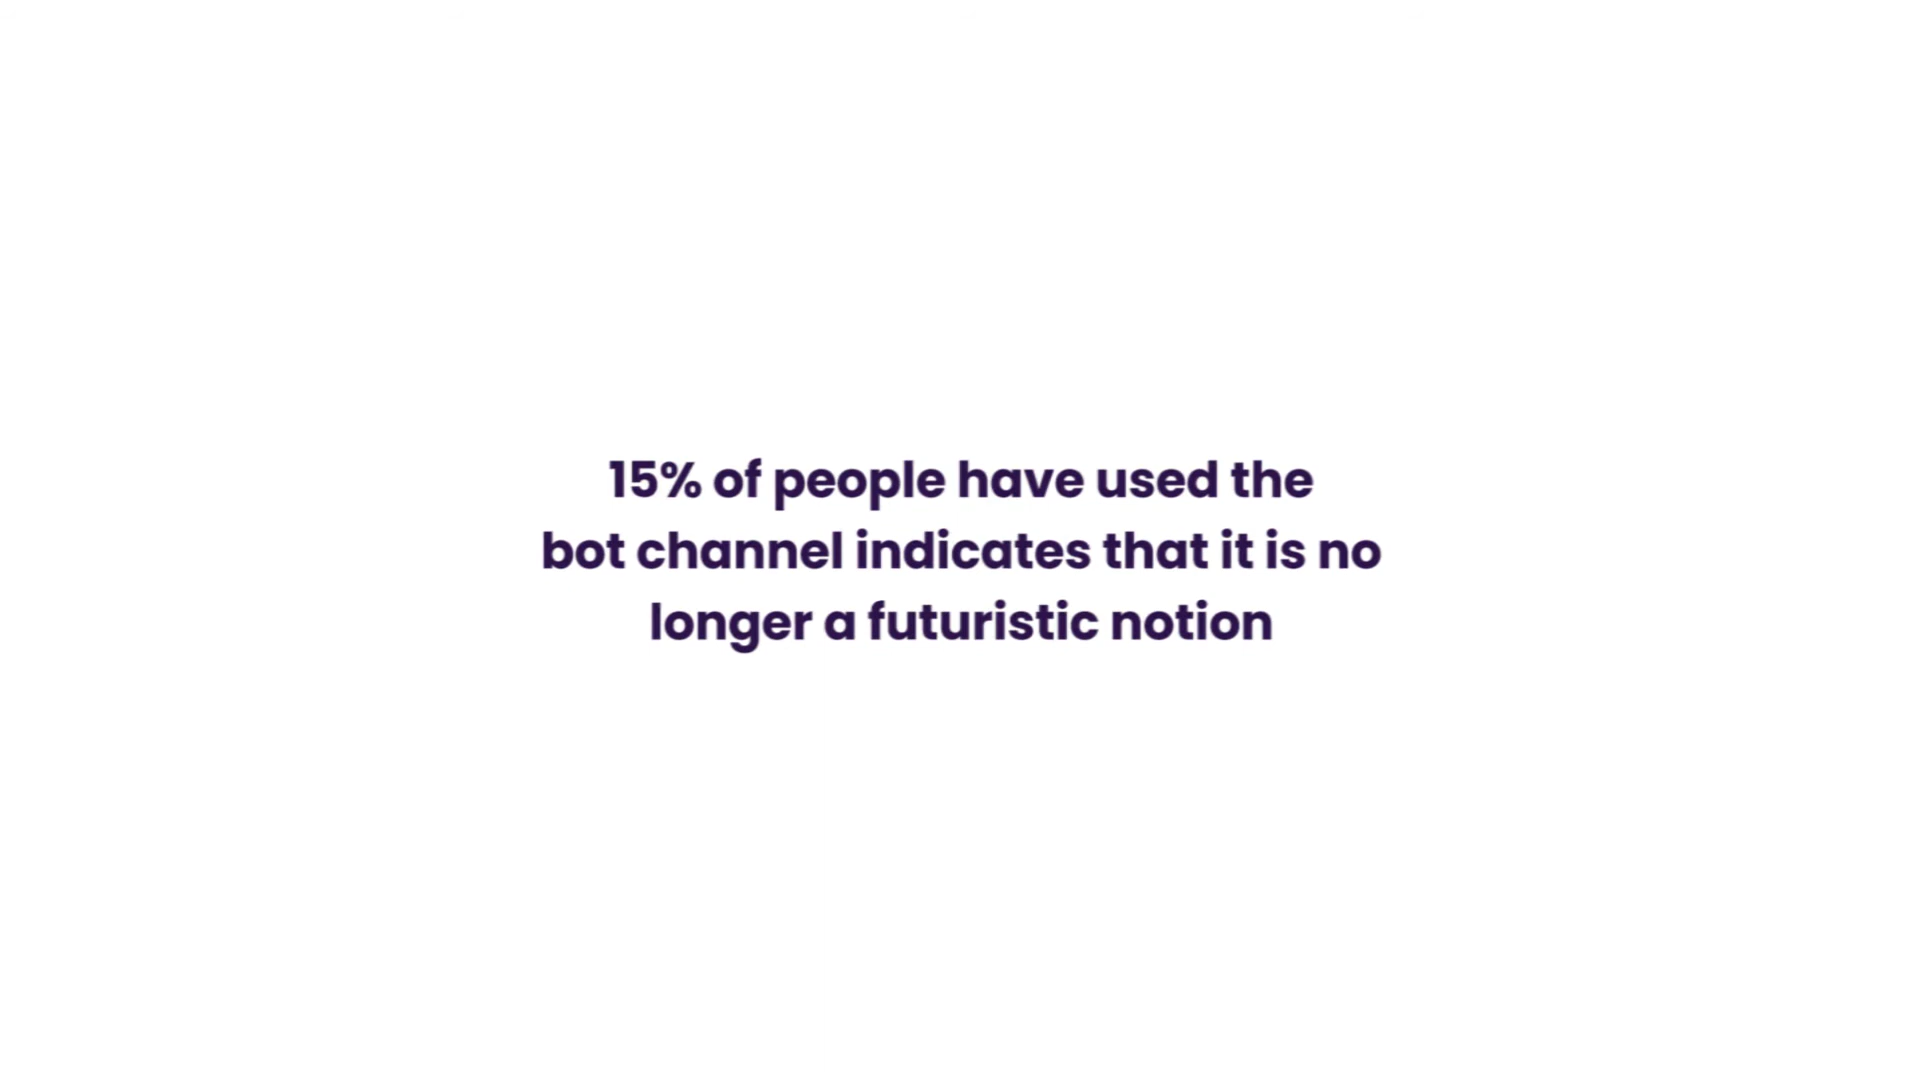 15% of people have used the
bot channel indicates that it is no
longer a futuristic notion